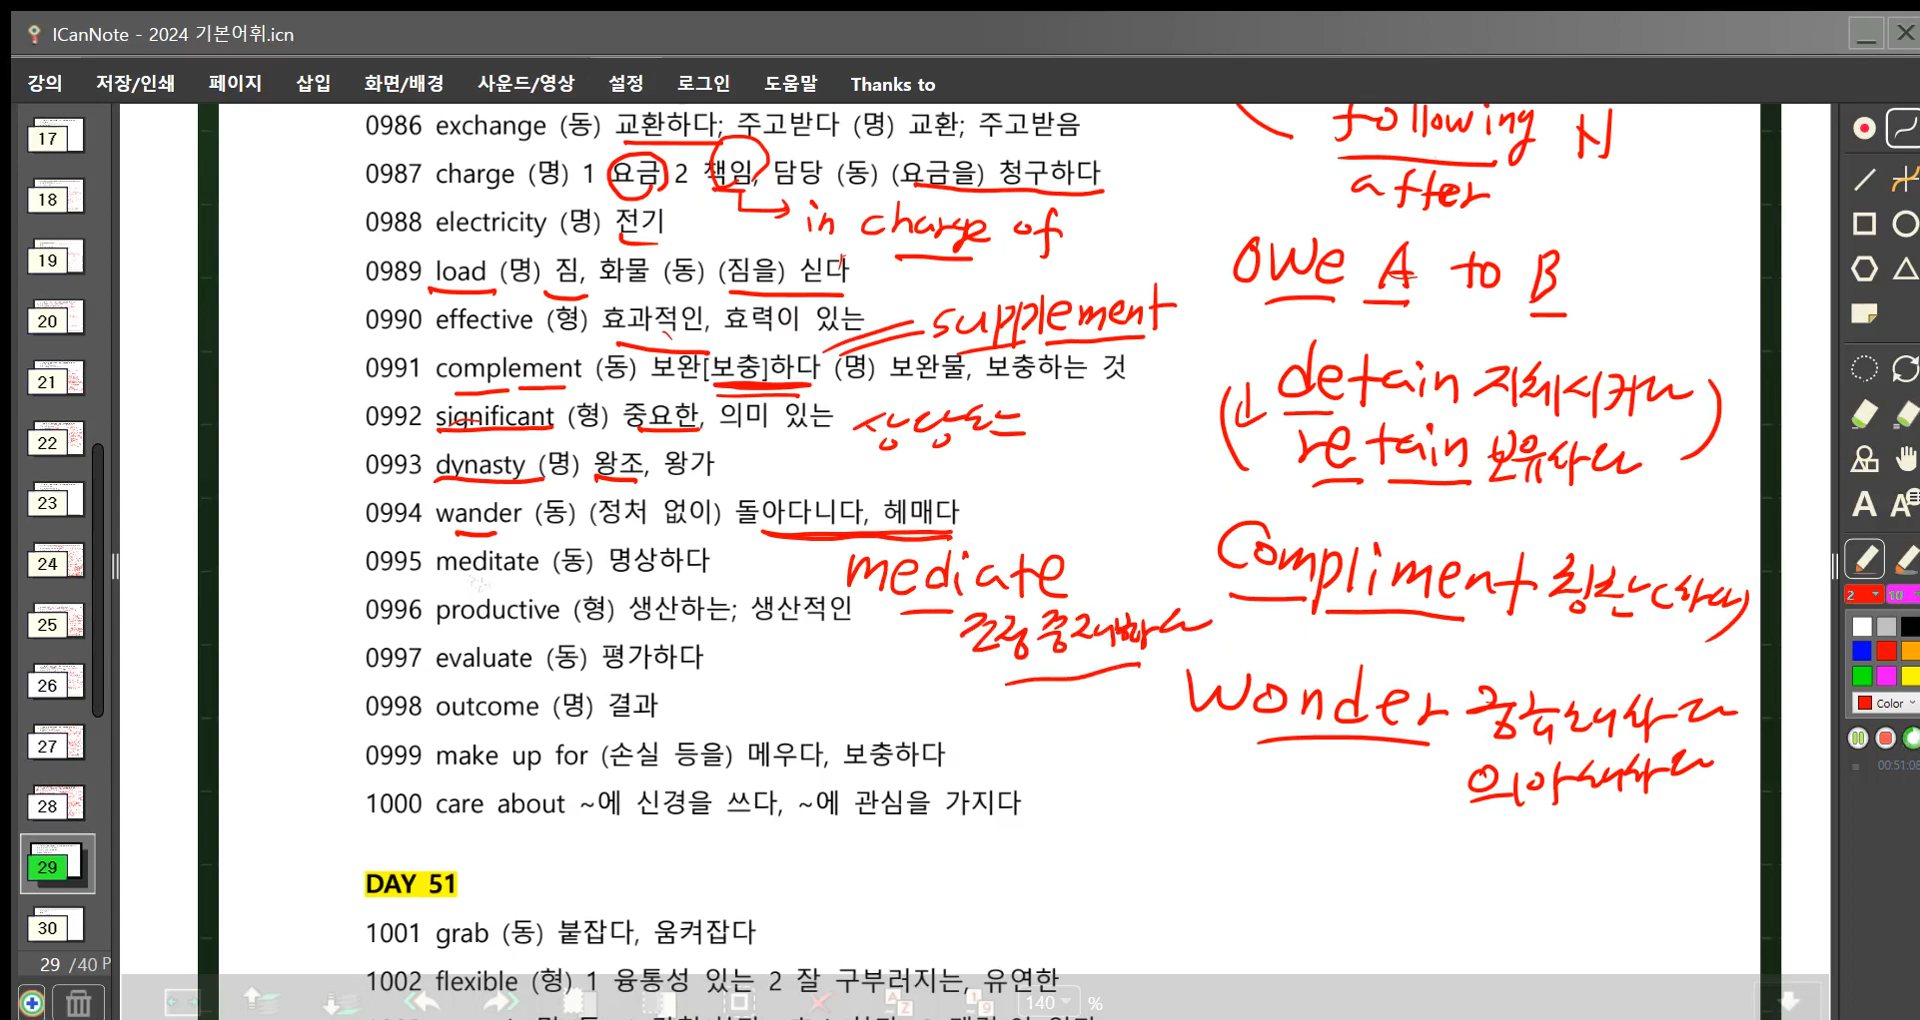 ICanNote - 2024 기본어휘.icn
강의 저장/인쇄 페이지 삽입 화면/배경 사운드/영상 설정 로그인 도움말 Thanks to
17
18
19
20
21
22
23
24
25
26
27
28
29
30
29 /40 P
0986 exchange (동) 교환하다; 주고받다 (명) 교환; 주고받음
0987 charge (명) 1 요금 2 책임, 담당 (동) (요금을) 청구하다
0988 electricity (명) 전기
in charge of
0989 load (명) 짐, 화물 (동) (짐을) 싣다
0990 effective (형) 효과적인, 효력이 있는
supplement
0991 complement (동) 보완[보충]하다 (명) 보완물, 보충하는 것
0992 significant (형) 중요한, 의미 있는
상당한
0993 dynasty (명) 왕조, 왕가
0994 wander (동) (정처 없이) 돌아다니다, 헤매다
0995 meditate (동) 명상하다
mediate
조정 중재하다
0996 productive (형) 생산하는; 생산적인
0997 evaluate (동) 평가하다
0998 outcome (명) 결과
0999 make up for (손실 등을) 메우다, 보충하다
1000 care about ~에 신경을 쓰다, ~에 관심을 가지다
following N
after
owe A to B
detain 지체시키다
retain 보유하다
Compliment 칭찬(하다)
wonder 궁금해하다
의아해하다
DAY 51
1001 grab (동) 붙잡다, 움켜잡다
1002 flexible (형) 1 융통성 있는 2 잘 구부러지는, 유연한
140 %
2
10
Color
00:51:08